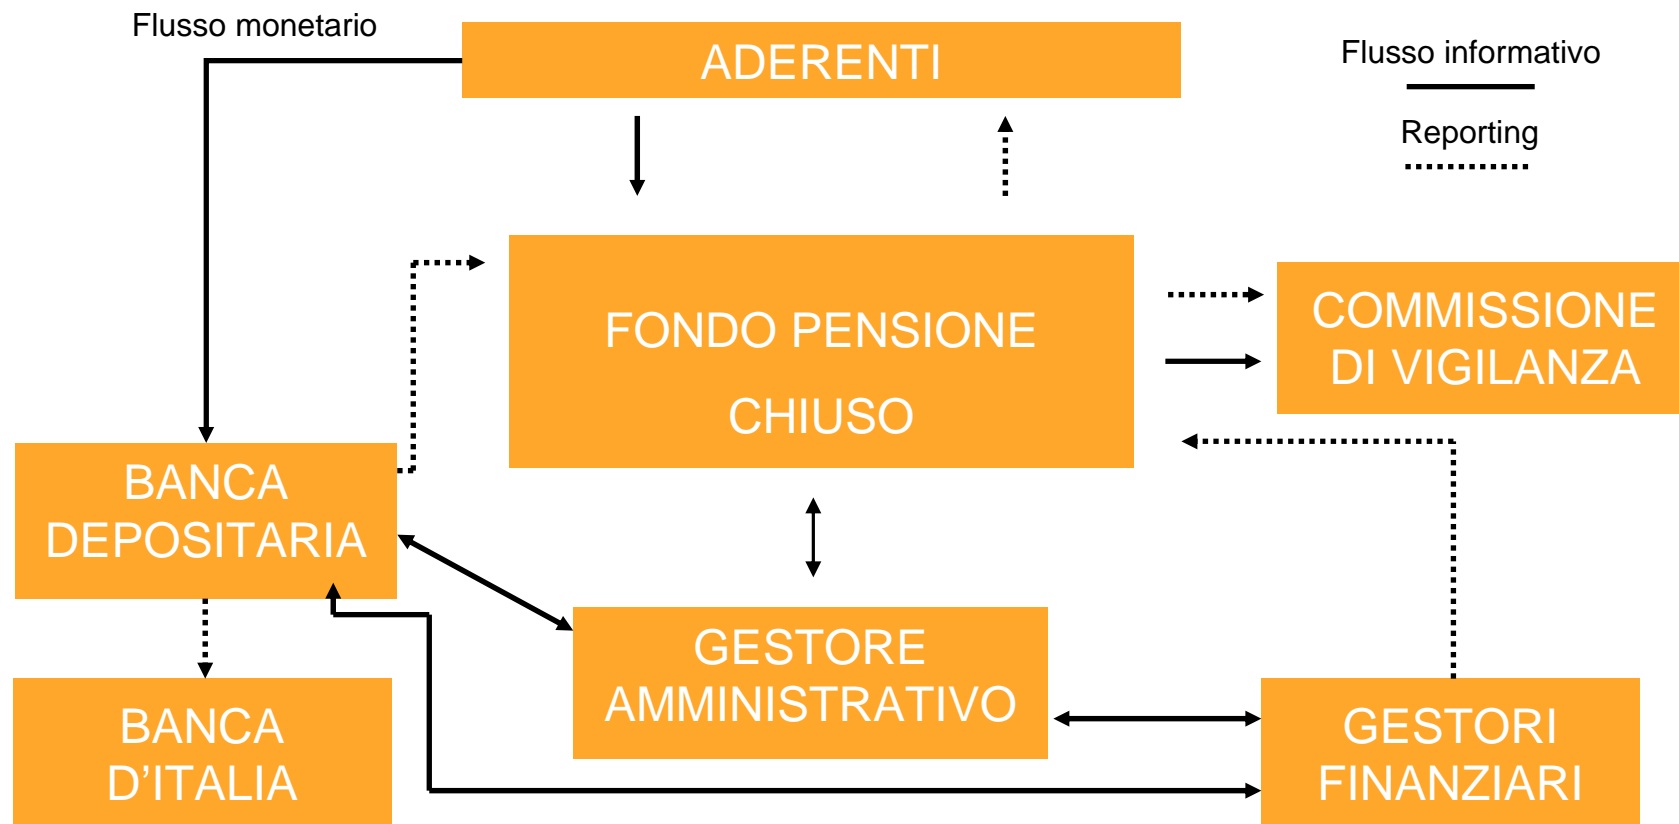 Flusso monetario
ADERENTI
Flusso informativo
Reporting
FONDO PENSIONE
CHIUSO
COMMISSIONE
DI VIGILANZA
BANCA
DEPOSITARIA
GESTORE
AMMINISTRATIVO
BANCA
D’ITALIA
GESTORI
FINANZIARI